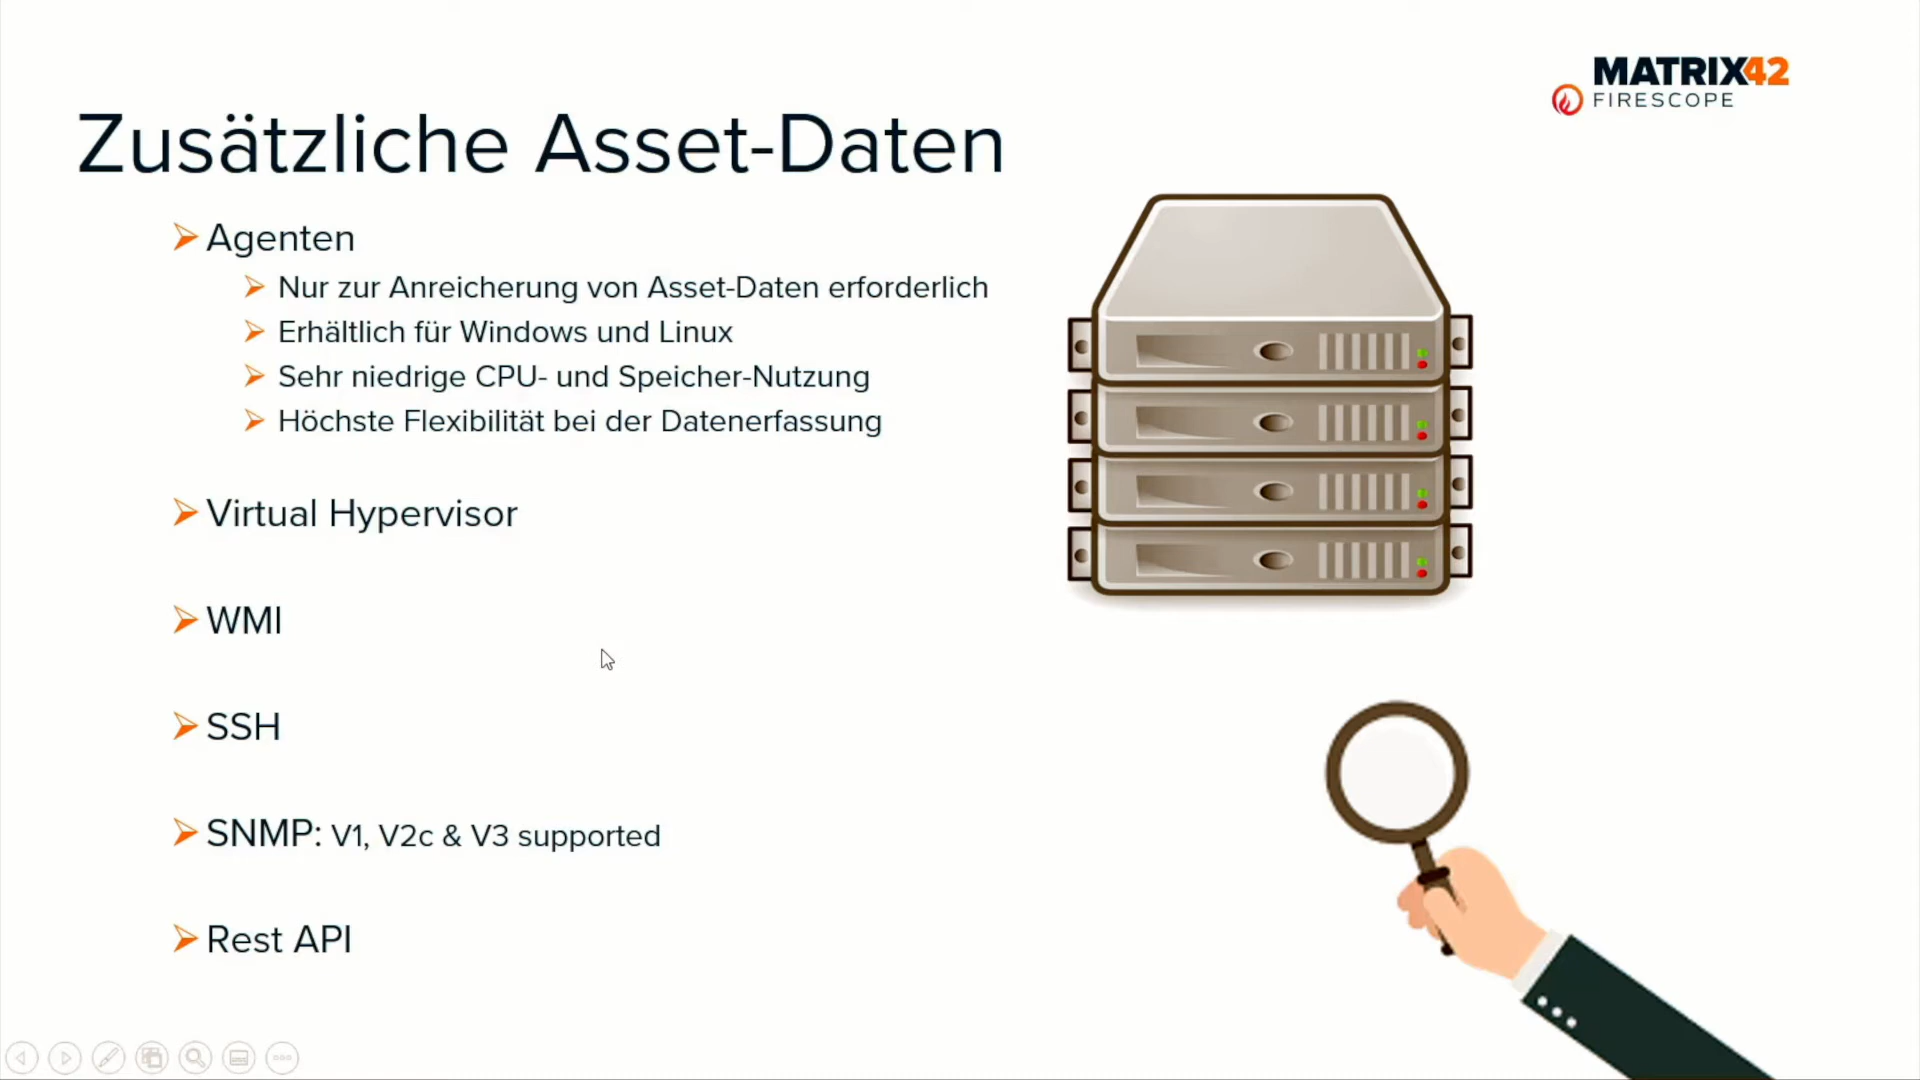 MATRIX42
FIRESCOPE
Zusätzliche Asset-Daten
Agenten
Nur zur Anreicherung von Asset-Daten erforderlich
Erhältlich für Windows und Linux
Sehr niedrige CPU- und Speicher-Nutzung
Höchste Flexibilität bei der Datenerfassung
Virtual Hypervisor
WMI
SSH
SNMP: V1, V2c & V3 supported
Rest API